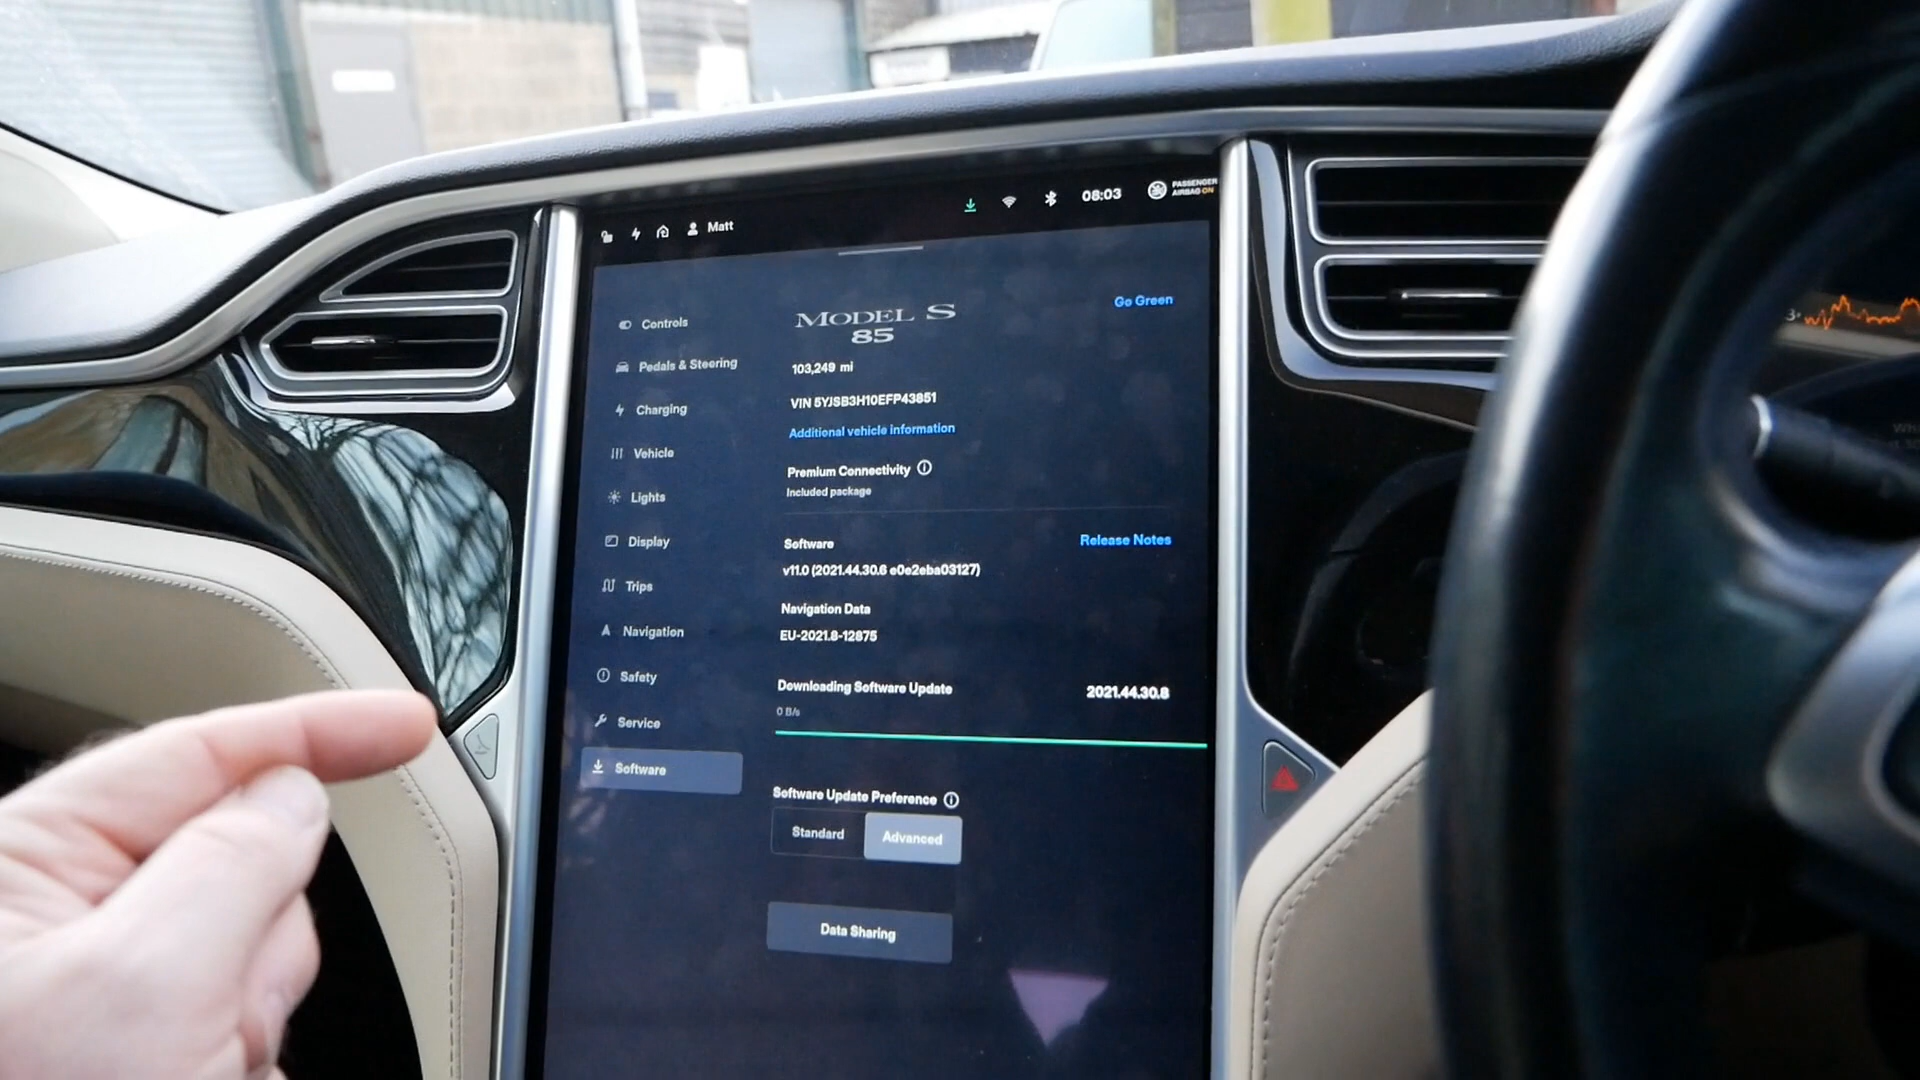 Matt
08:03
PASSENGER
AIRBAG ON
Controls
Pedals & Steering
Charging
Vehicle
Lights
Display
Trips
Navigation
Safety
Service
Software
MODEL S
85
Go Green
103,249 mi
VIN 5YJSB3H10EFP43851
Additional vehicle information
Premium Connectivity
Included package
Software
Release Notes
v11.0 (2021.44.30.6 e0e2eba03127)
Navigation Data
EU-2021.8-12875
Downloading Software Update
2021.44.30.8
0 B/s
Software Update Preference
Standard
Advanced
Data Sharing